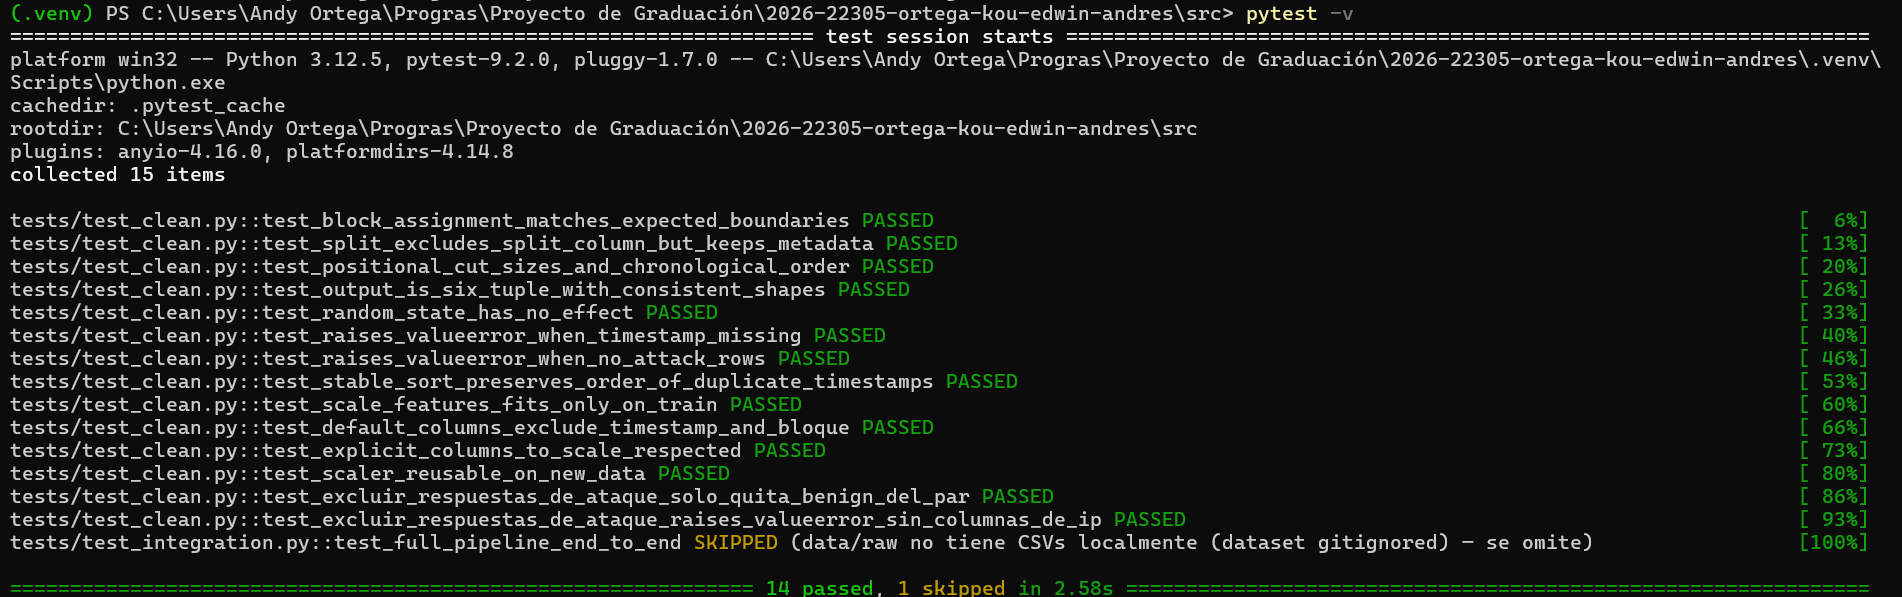 (.venv) PS C:\Users\Andy Ortega\Progras\Proyecto de Graduación\2026-22305-ortega-kou-edwin-andres\src> pytest -v
=================================================================== test session starts ===================================================================
platform win32 -- Python 3.12.5, pytest-9.2.0, pluggy-1.7.0 -- C:\Users\Andy Ortega\Progras\Proyecto de Graduación\2026-22305-ortega-kou-edwin-andres\.venv\
Scripts\python.exe
cachedir: .pytest_cache
rootdir: C:\Users\Andy Ortega\Progras\Proyecto de Graduación\2026-22305-ortega-kou-edwin-andres\src
plugins: anyio-4.16.0, platformdirs-4.14.8
collected 15 items
tests/test_clean.py::test_block_assignment_matches_expected_boundaries PASSED [  6%]
tests/test_clean.py::test_split_excludes_split_column_but_keeps_metadata PASSED [ 13%]
tests/test_clean.py::test_positional_cut_sizes_and_chronological_order PASSED [ 20%]
tests/test_clean.py::test_output_is_six_tuple_with_consistent_shapes PASSED [ 26%]
tests/test_clean.py::test_random_state_has_no_effect PASSED [ 33%]
tests/test_clean.py::test_raises_valueerror_when_timestamp_missing PASSED [ 40%]
tests/test_clean.py::test_raises_valueerror_when_no_attack_rows PASSED [ 46%]
tests/test_clean.py::test_stable_sort_preserves_order_of_duplicate_timestamps PASSED [ 53%]
tests/test_clean.py::test_scale_features_fits_only_on_train PASSED [ 60%]
tests/test_clean.py::test_default_columns_exclude_timestamp_and_bloque PASSED [ 66%]
tests/test_clean.py::test_explicit_columns_to_scale_respected PASSED [ 73%]
tests/test_clean.py::test_scaler_reusable_on_new_data PASSED [ 80%]
tests/test_clean.py::test_excluir_respuestas_de_ataque_solo_quita_benign_del_par PASSED [ 86%]
tests/test_clean.py::test_excluir_respuestas_de_ataque_raises_valueerror_sin_columnas_de_ip PASSED [ 93%]
tests/test_integration.py::test_full_pipeline_end_to_end SKIPPED (data/raw no tiene CSVs localmente (dataset gitignored) — se omite) [100%]
============================================================== 14 passed, 1 skipped in 2.58s ===============================================================